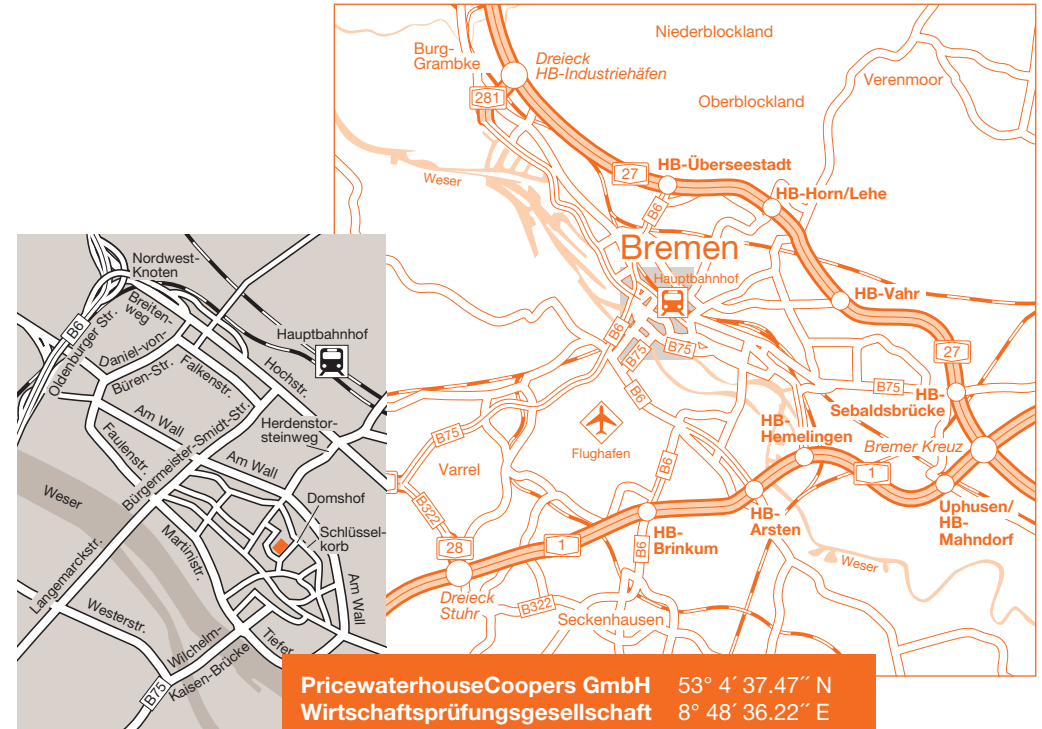 Niederblockland
Burg-
Grambke
Dreieck
HB-Industriehäfen
Verenmoor
281
Oberblockland
Weser
27
HB-Überseestadt
HB-Horn/Lehe
B6
Bremen
Hauptbahnhof
HB-Vahr
B6
B75
B75
27
B6
B75
HB-
Sebaldsbrücke
HB-
Hemelingen
Bremer Kreuz
B75
Flughafen
Varrel
B6
1
B322
HB-
Arsten
Uphusen/
HB-
Mahndorf
28
1
HB-
Brinkum
B6
Weser
Dreieck
Stuhr
B322
Seckenhausen
Nordwest-
Knoten
B6
Oldenburger Str.
Breiten-
weg
Hauptbahnhof
Daniel-von-
Büren-Str.
Falkenstr.
Hochstr.
Am Wall
Herdenstor-
steinweg
Faulenstr.
Bürgermeister-Smidt-Str.
Am Wall
Weser
Domshof
Schlüssel-
korb
Martinistr.
Langemarckstr.
Am Wall
Westerstr.
Wilchelm-
Kaisen-Brücke
Tiefer
B75
PricewaterhouseCoopers GmbH 53° 4´ 37.47´´ N
Wirtschaftsprüfungsgesellschaft 8° 48´ 36.22´´ E